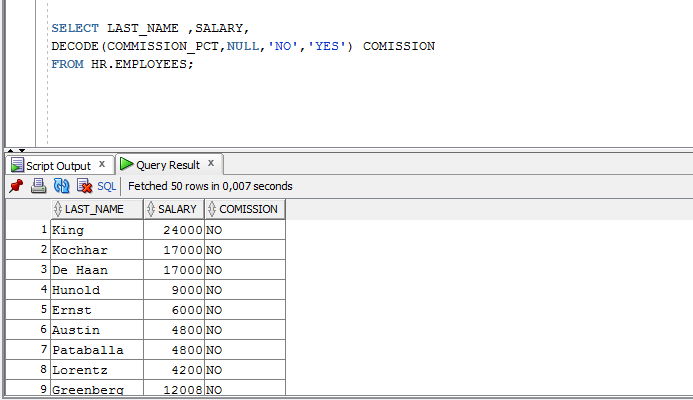 SELECT LAST_NAME ,SALARY,
DECODE(COMMISSION_PCT,NULL,'NO','YES') COMISSION
FROM HR.EMPLOYEES;
Script Output x Query Result x
SQL Fetched 50 rows in 0,007 seconds
LAST_NAME SALARY COMISSION
1 King 24000 NO
2 Kochhar 17000 NO
3 De Haan 17000 NO
4 Hunold 9000 NO
5 Ernst 6000 NO
6 Austin 4800 NO
7 Pataballa 4800 NO
8 Lorentz 4200 NO
9 Greenberg 12008 NO